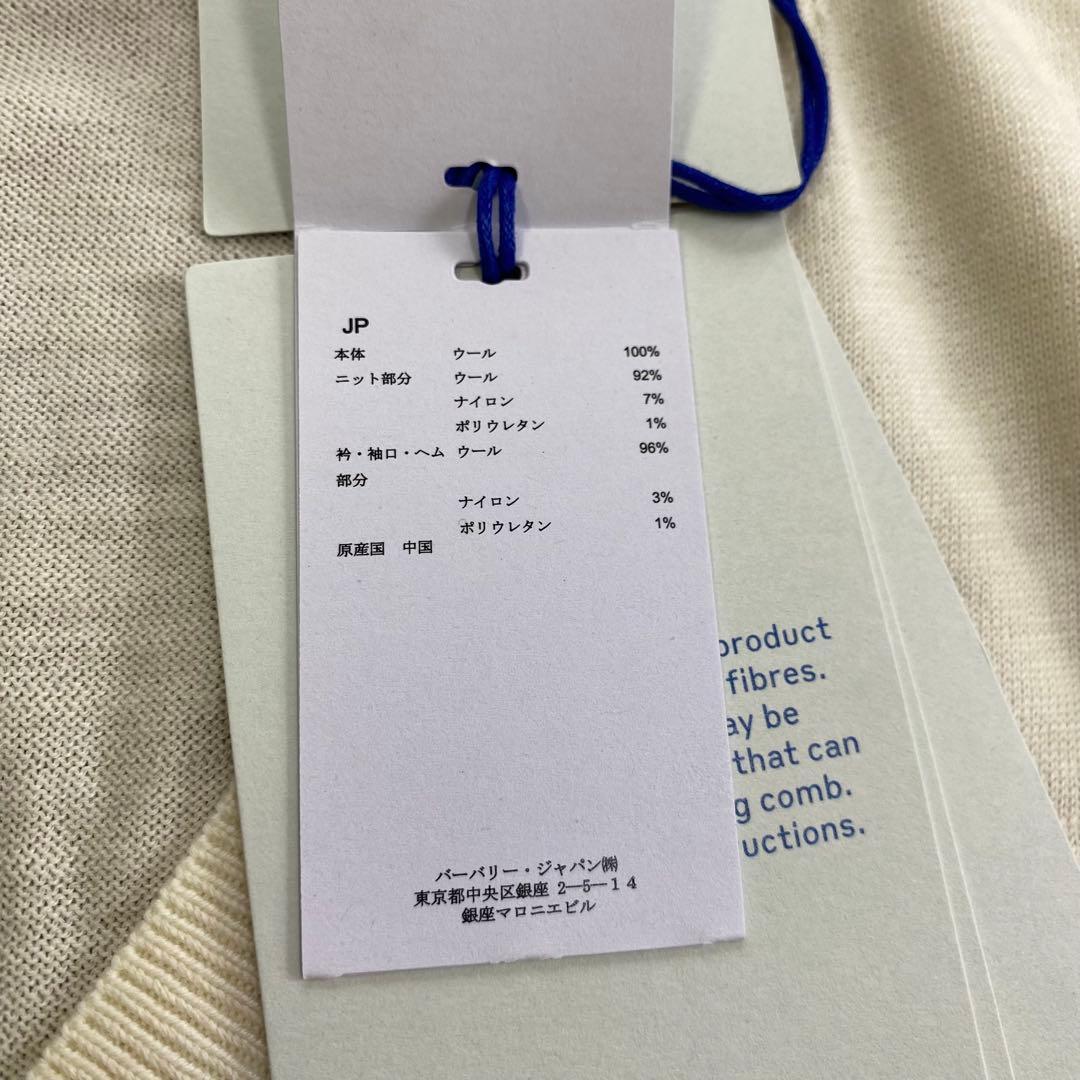 JP
本体 ウール 100%
ニット部分 ウール 92%
ナイロン 7%
ポリウレタン 1%
衿・袖口・ヘム ウール 96%
部分
ナイロン 3%
ポリウレタン 1%
原産国 中国
バーバリー・ジャパン㈱
東京都中央区銀座 2―5―14
銀座マロニエビル
product
fibres.
be
that can
comb.